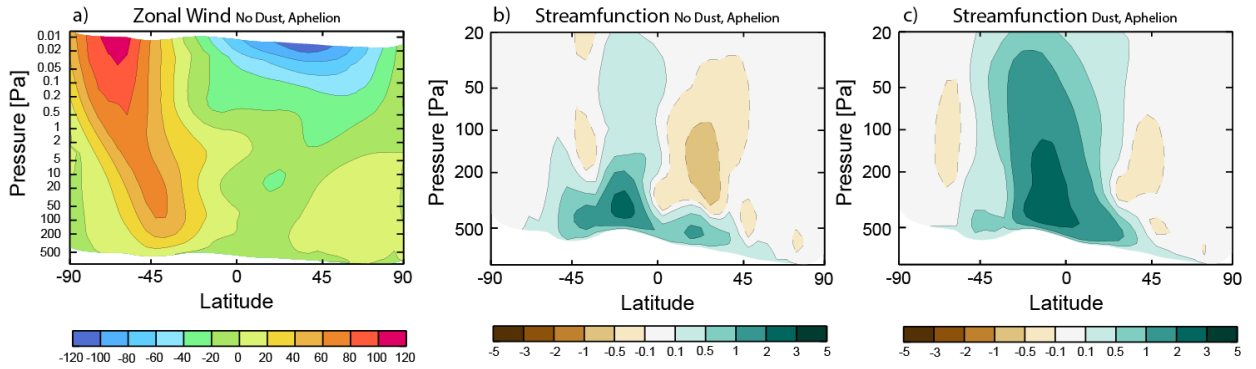 a) Zonal Wind No Dust, Aphelion
Pressure [Pa]
0.01
0.02
0.05
0.1
0.2
0.5
1
2
5
10
20
50
100
200
500
-90 -45 0 45 90
Latitude
-120 -100 -80 -60 -40 -20 0 20 40 60 80 100 120
b) Streamfunction No Dust, Aphelion
Pressure [Pa]
20
50
100
200
500
-90 -45 0 45 90
Latitude
-5 -3 -2 -1 -0.5 -0.1 0.1 0.5 1 2 3 5
c) Streamfunction Dust, Aphelion
Pressure [Pa]
20
50
100
200
500
-90 -45 0 45 90
Latitude
-5 -3 -2 -1 -0.5 -0.1 0.1 0.5 1 2 3 5